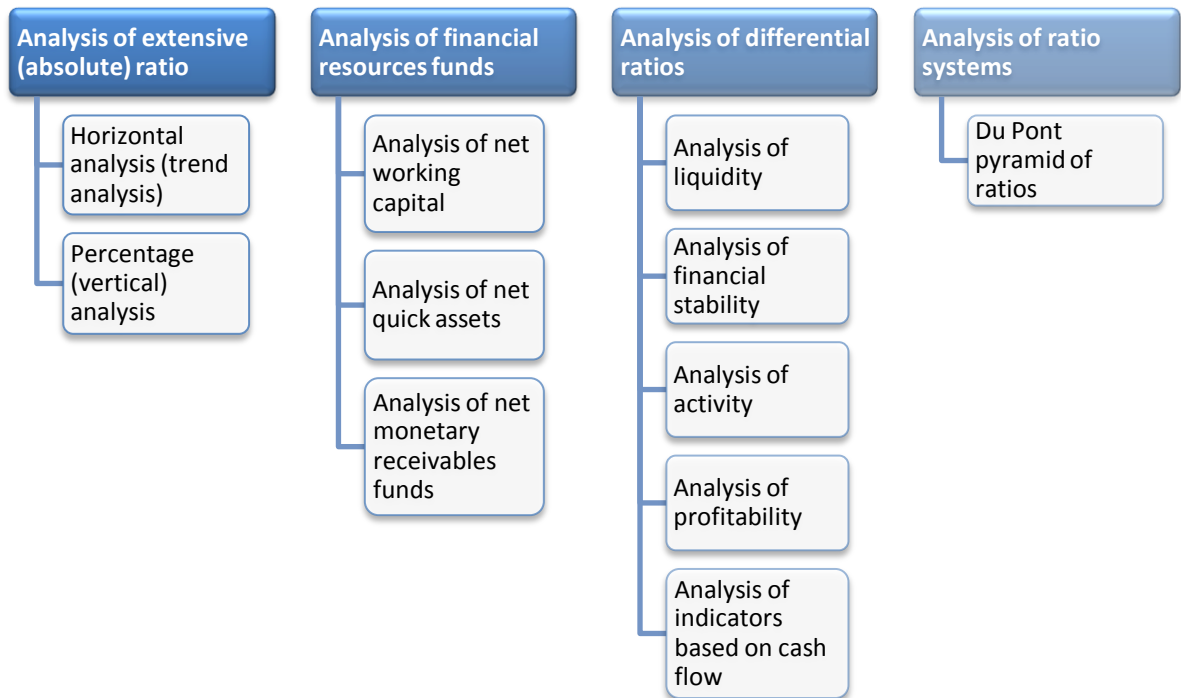 Analysis of extensive
(absolute) ratio
Horizontal
analysis (trend
analysis)
Percentage
(vertical)
analysis
Analysis of financial
resources funds
Analysis of net
working
capital
Analysis of net
quick assets
Analysis of net
monetary
receivables
funds
Analysis of differential
ratios
Analysis of
liquidity
Analysis of
financial
stability
Analysis of
activity
Analysis of
profitability
Analysis of
indicators
based on cash
flow
Analysis of ratio
systems
Du Pont
pyramid of
ratios